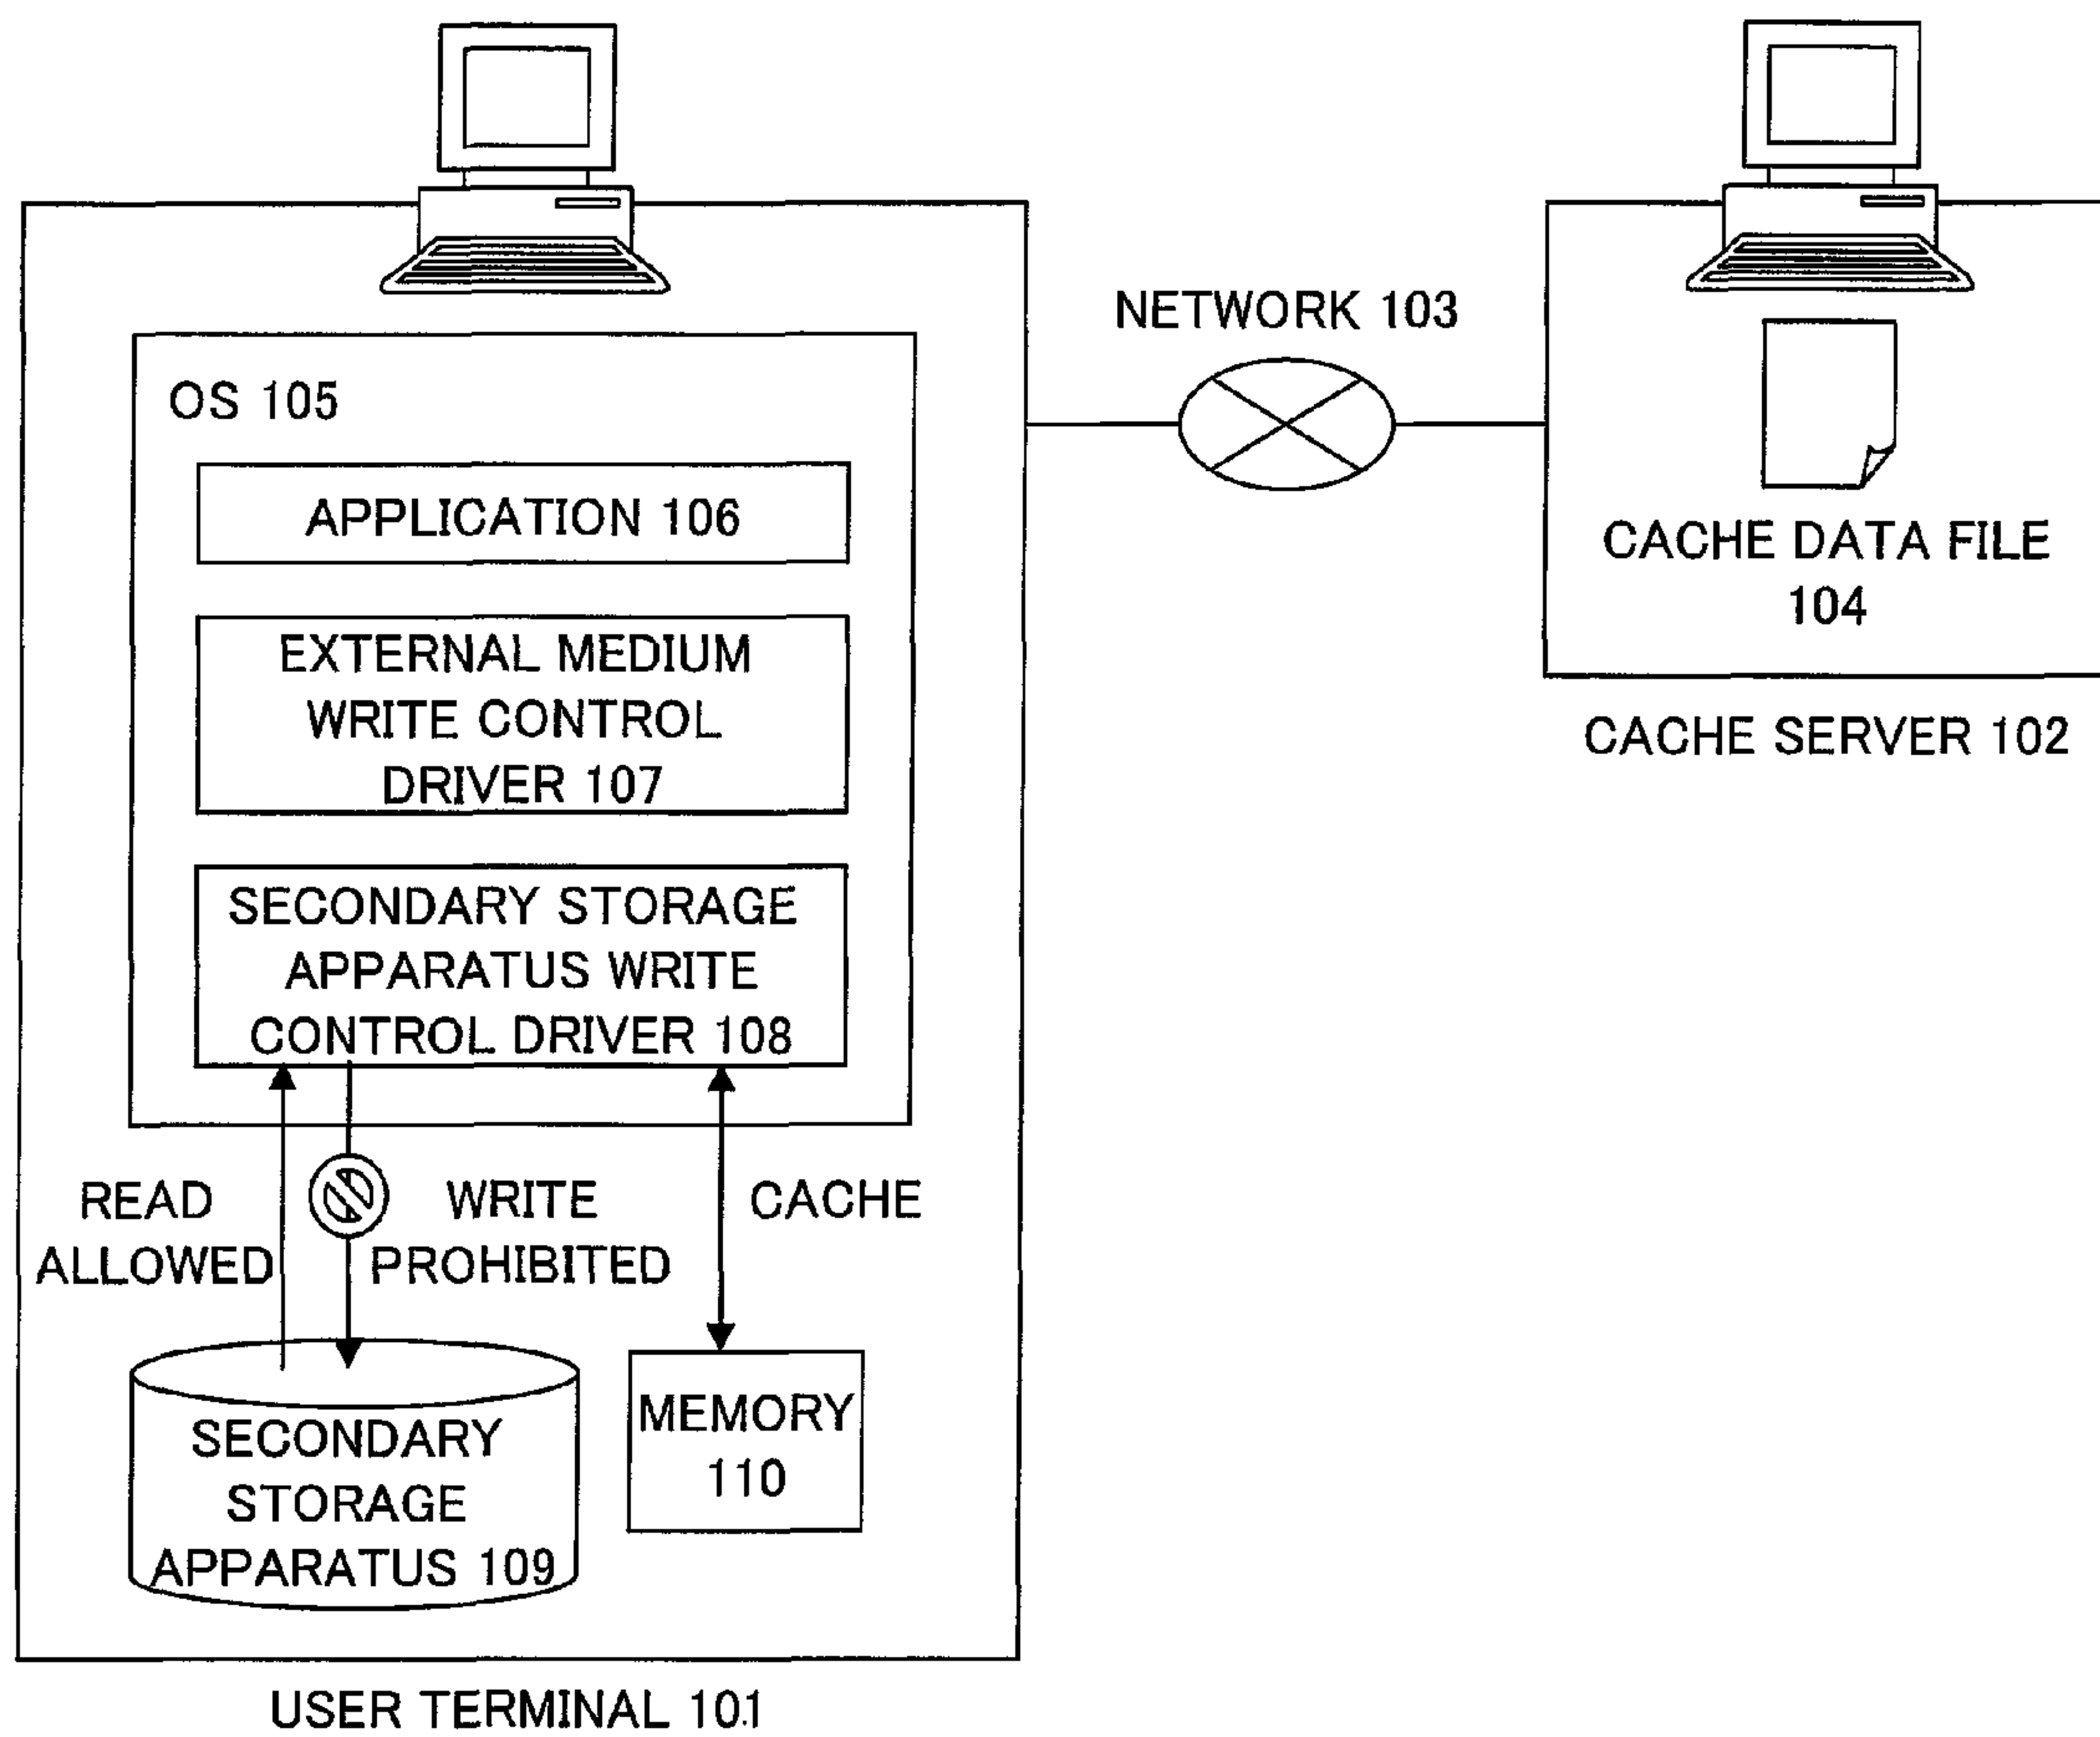 NETWORK 103
OS 105
APPLICATION 106
EXTERNAL MEDIUM
WRITE CONTROL
DRIVER 107
SECONDARY STORAGE
APPARATUS WRITE
CONTROL DRIVER 108
READ
ALLOWED
WRITE
PROHIBITED
CACHE
SECONDARY
STORAGE
APPARATUS 109
MEMORY
110
USER TERMINAL 101
CACHE DATA FILE
104
CACHE SERVER 102